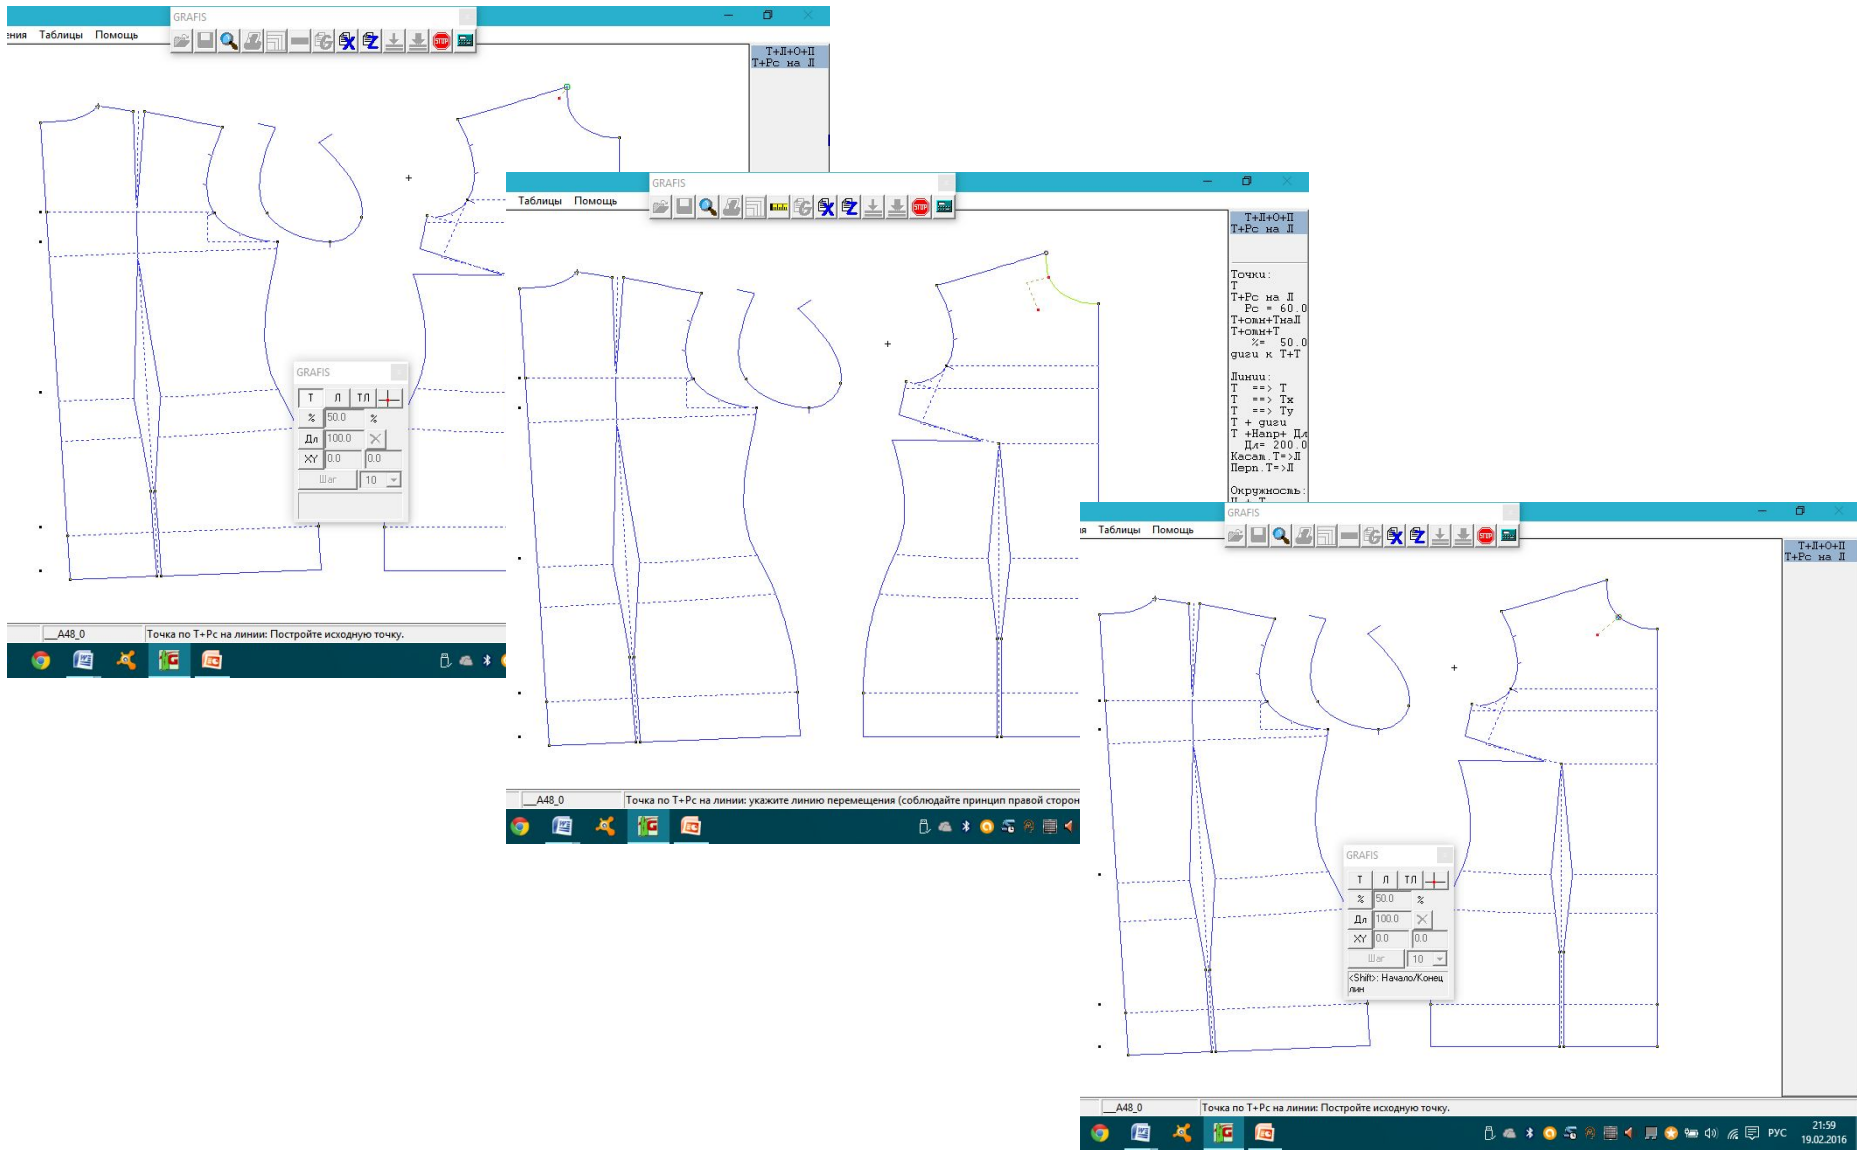 GRAFIS
Таблицы Помощь
Т+Л+О+П
Т+Рс на Л
GRAFIS
Т Л ТЛ
% 50.0 %
Дл 100.0
XY 0.0 0.0
Шаг 10
__A48_0 Точка по Т+Рс на линии: Постройте исходную точку.
GRAFIS
Таблицы Помощь
Т+Л+О+П
Т+Рс на Л
Точки:
Т
Т+Рс на Л
Рс = 60.0
Т+отн+ТнаЛ
Т+отн+Т
%= 50.0
диги к Т+Т
Линии:
Т ==> Т
Т ==> Тx
Т ==> Тy
Т + диги
Т +Напр+ Дл
Дл= 200.0
Касат.Т=>Л
Перп.Т=>Л
Окружность:
__A48_0 Точка по Т+Рс на линии: укажите линию перемещения (соблюдайте принцип правой сторон
GRAFIS
Таблицы Помощь
Т+Л+О+П
Т+Рс на Л
GRAFIS
Т Л ТЛ
% 50.0 %
Дл 100.0
XY 0.0 0.0
Шаг 10
<Shift>: Начало/Конец
лин
__A48_0 Точка по Т+Рс на линии: Постройте исходную точку.
РУС
21:59
19.02.2016